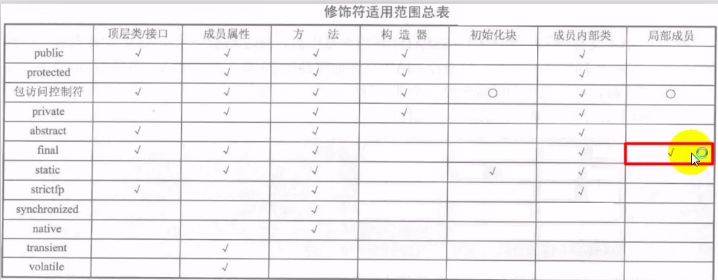 修饰符适用范围总表
顶层类/接口 成员属性 方 法 构 造 器 初始化块 成员内部类 局部成员
public √ √ √ √ √
protected √ √ √ √
包访问控制符 √ √ √ √ ○ √ ○
private √ √ √ √
abstract √ √ √
final √ √ √ √ √
static √ √ √ √
strictfp √ √ √
synchronized √
native √
transient √
volatile √